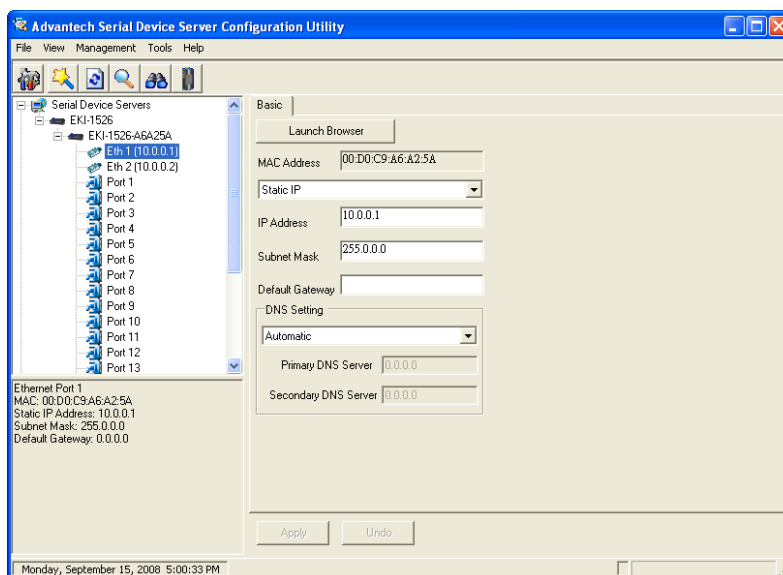 Advantech Serial Device Server Configuration Utility
File View Management Tools Help
Serial Device Servers
EKI-1526
EKI-1526-A6A25A
Eth 1 (10.0.0.1)
Eth 2 (10.0.0.2)
Port 1
Port 2
Port 3
Port 4
Port 5
Port 6
Port 7
Port 8
Port 9
Port 10
Port 11
Port 12
Port 13
Ethernet Port 1
MAC: 00:D0:C9:A6:A2:5A
Static IP Address: 10.0.0.1
Subnet Mask: 255.0.0.0
Default Gateway: 0.0.0.0
Basic
Launch Browser
MAC Address 00:D0:C9:A6:A2:5A
Static IP
IP Address 10.0.0.1
Subnet Mask 255.0.0.0
Default Gateway
DNS Setting
Automatic
Primary DNS Server 0.0.0.0
Secondary DNS Server 0.0.0.0
Apply Undo
Monday, September 15, 2008 5:00:33 PM